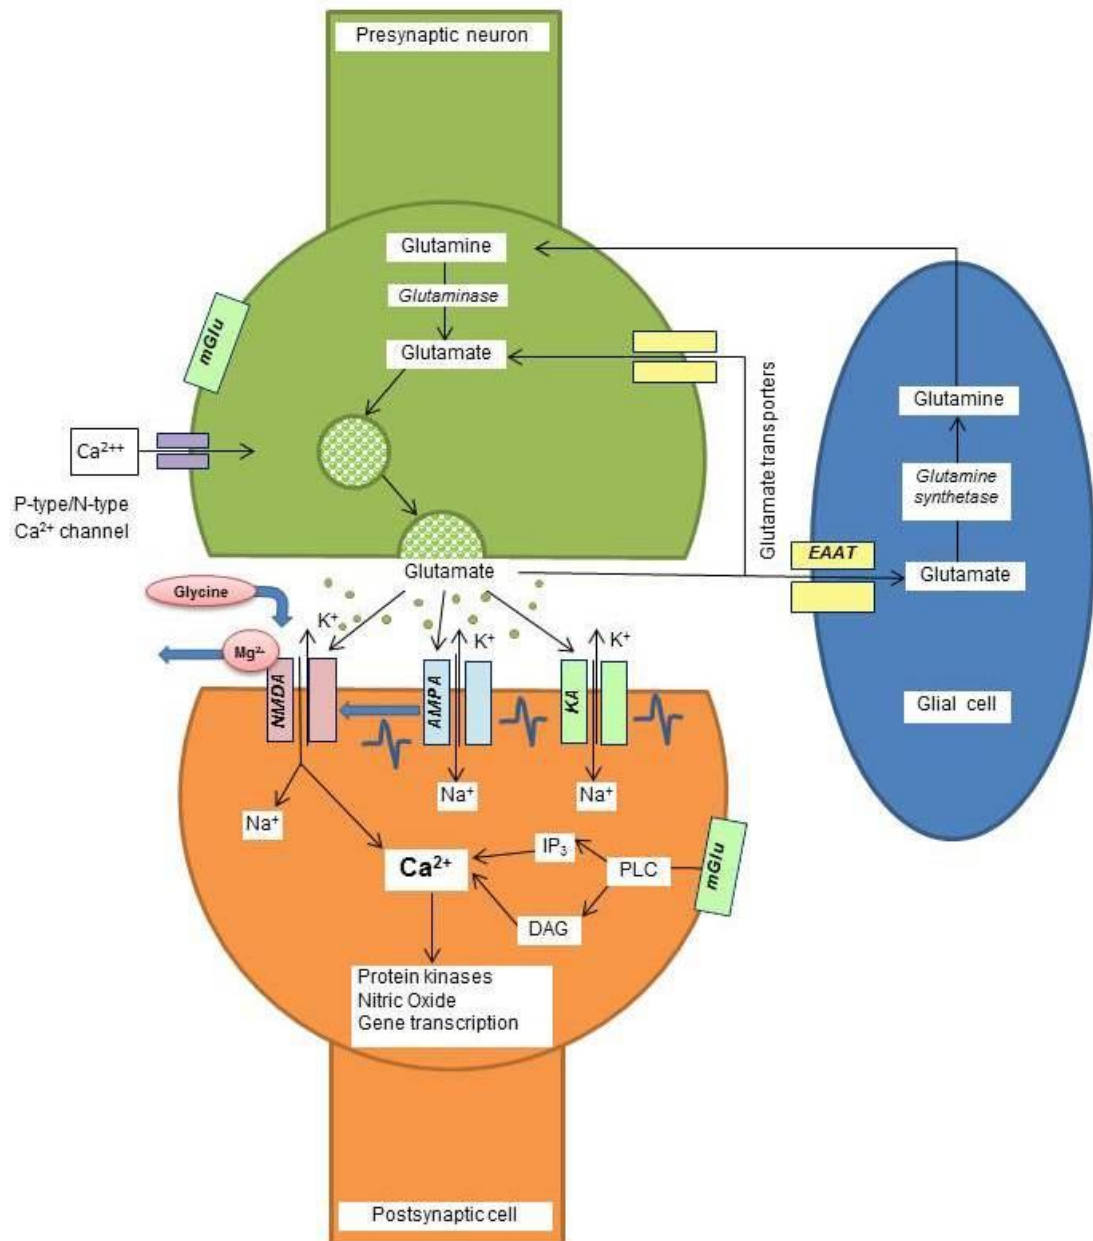 Presynaptic neuron
Glutamine
Glutaminase
Glutamate
mGlu
Ca²⁺⁺
P-type/N-type
Ca²⁺ channel
Glutamate transporters
Glutamine
Glutamine
synthetase
EAAT
Glutamate
Glial cell
Glutamate
Glycine
Mg²⁺
K⁺
K⁺
K⁺
NMDA
AMPA
KA
Na⁺
Na⁺
Na⁺
Ca²⁺
IP₃
PLC
DAG
mGlu
Protein kinases
Nitric Oxide
Gene transcription
Postsynaptic cell